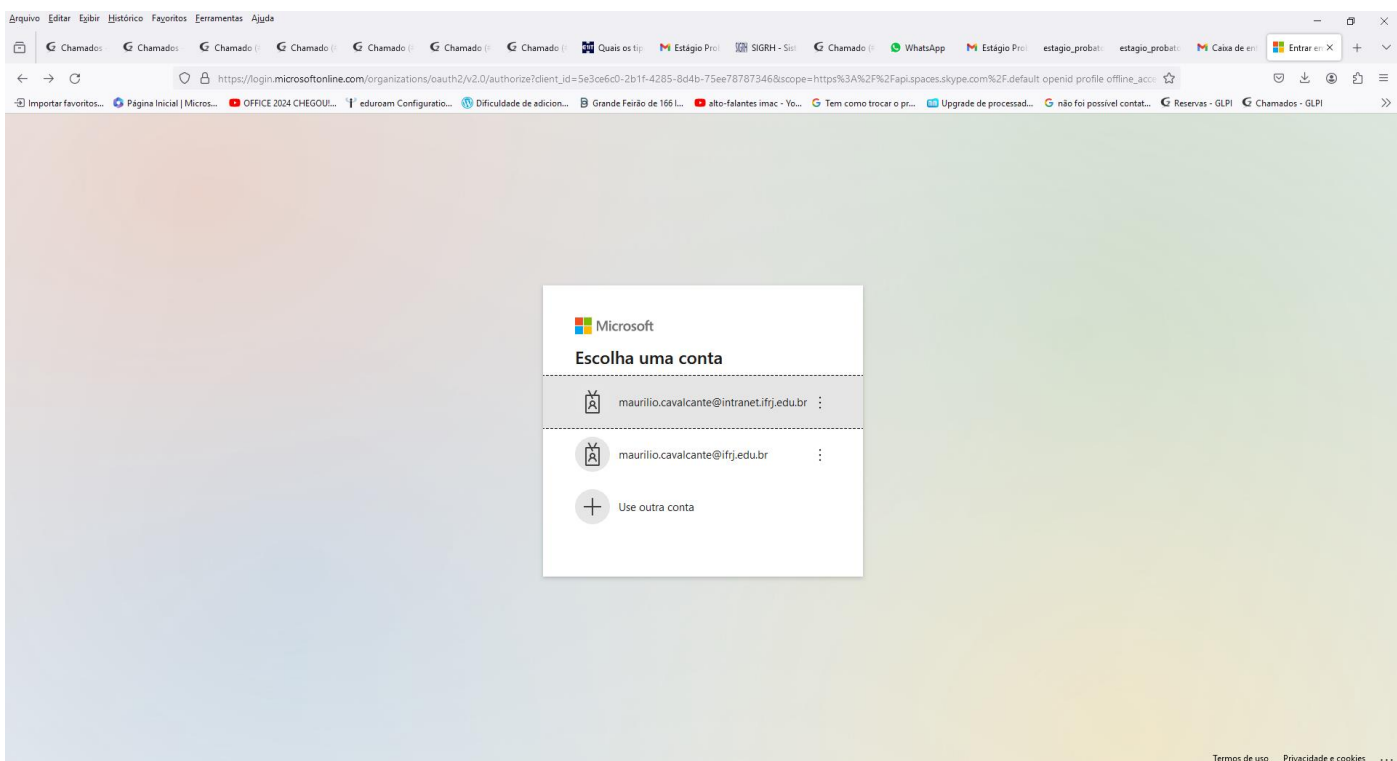 Arquivo Editar Exibir Histórico Favoritos Ferramentas Ajuda
Chamados - Chamados Chamado ( Chamado ( Chamado ( Chamado ( Chamado ( Quais os tip Estágio Prob SIGRH - Sist Chamado ( WhatsApp Estágio Prob estagio_probato estagio_probato Caixa de ent Entrar em
https://login.microsoftonline.com/organizations/oauth2/v2.0/authorize?client_id=5e3ce6c0-2b1f-4285-8d4b-75ee78787346&scope=https%3A%2F%2Fapi.spaces.skype.com%2F.default openid profile offline_acce
Importar favoritos... Página Inicial | Micros... OFFICE 2024 CHEGOU!... eduroam Configuratio... Dificuldade de adicion... Grande Feirão de 166 I... alto-falantes imac - Yo... Tem como trocar o pr... Upgrade de processad... não foi possível contat... Reservas - GLPI Chamados - GLPI
Microsoft
Escolha uma conta
maurilio.cavalcante@intranet.ifrj.edu.br
maurilio.cavalcante@ifrj.edu.br
Use outra conta
Termos de uso Privacidade e cookies ...